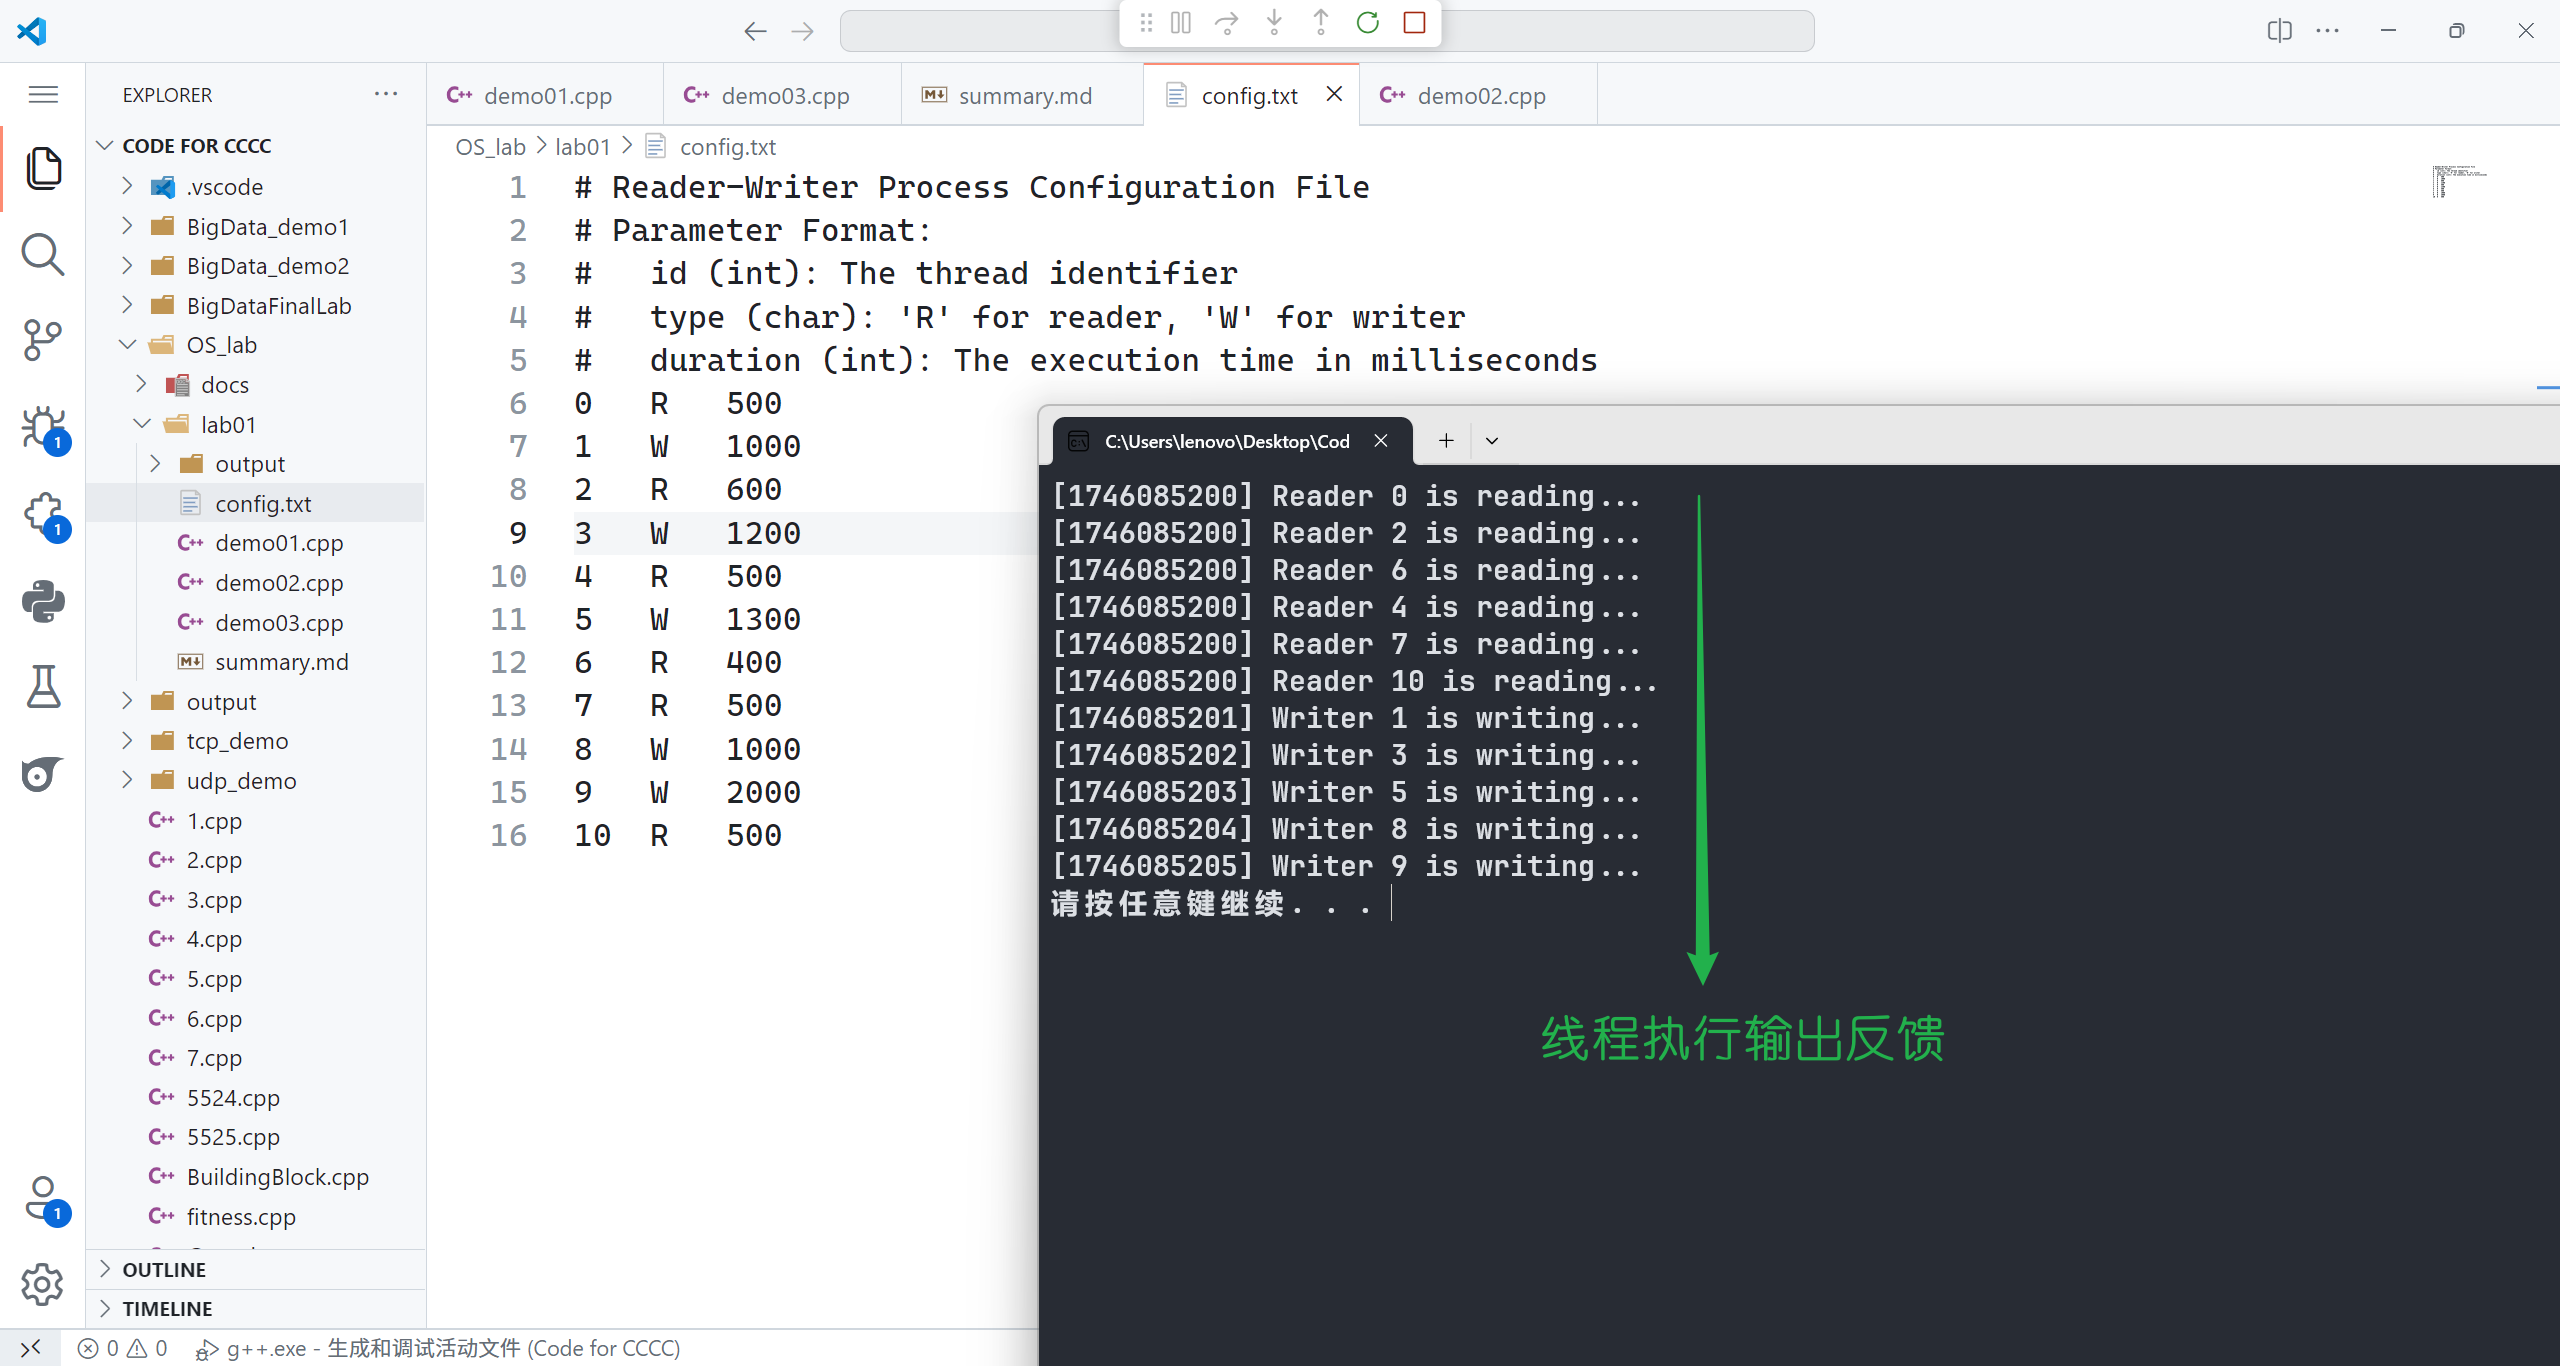 EXPLORER
CODE FOR CCCC
.vscode
BigData_demo1
BigData_demo2
BigDataFinalLab
OS_lab
docs
lab01
output
config.txt
demo01.cpp
demo02.cpp
demo03.cpp
summary.md
output
tcp_demo
udp_demo
1.cpp
2.cpp
3.cpp
4.cpp
5.cpp
6.cpp
7.cpp
5524.cpp
5525.cpp
BuildingBlock.cpp
fitness.cpp
OUTLINE
TIMELINE
1
1
1
demo01.cpp
demo03.cpp
summary.md
config.txt
demo02.cpp
OS_lab > lab01 > config.txt
1 # Reader-Writer Process Configuration File
2 # Parameter Format:
3 #   id (int): The thread identifier
4 #   type (char): 'R' for reader, 'W' for writer
5 #   duration (int): The execution time in milliseconds
6 0   R   500
7 1   W   1000
8 2   R   600
9 3   W   1200
10 4   R   500
11 5   W   1300
12 6   R   400
13 7   R   500
14 8   W   1000
15 9   W   2000
16 10  R   500
C:\Users\lenovo\Desktop\Cod
[1746085200] Reader 0 is reading...
[1746085200] Reader 2 is reading...
[1746085200] Reader 6 is reading...
[1746085200] Reader 4 is reading...
[1746085200] Reader 7 is reading...
[1746085200] Reader 10 is reading...
[1746085201] Writer 1 is writing...
[1746085202] Writer 3 is writing...
[1746085203] Writer 5 is writing...
[1746085204] Writer 8 is writing...
[1746085205] Writer 9 is writing...
请按任意键继续. . .
线程执行输出反馈
0 0 g++.exe - 生成和调试活动文件 (Code for CCCC)